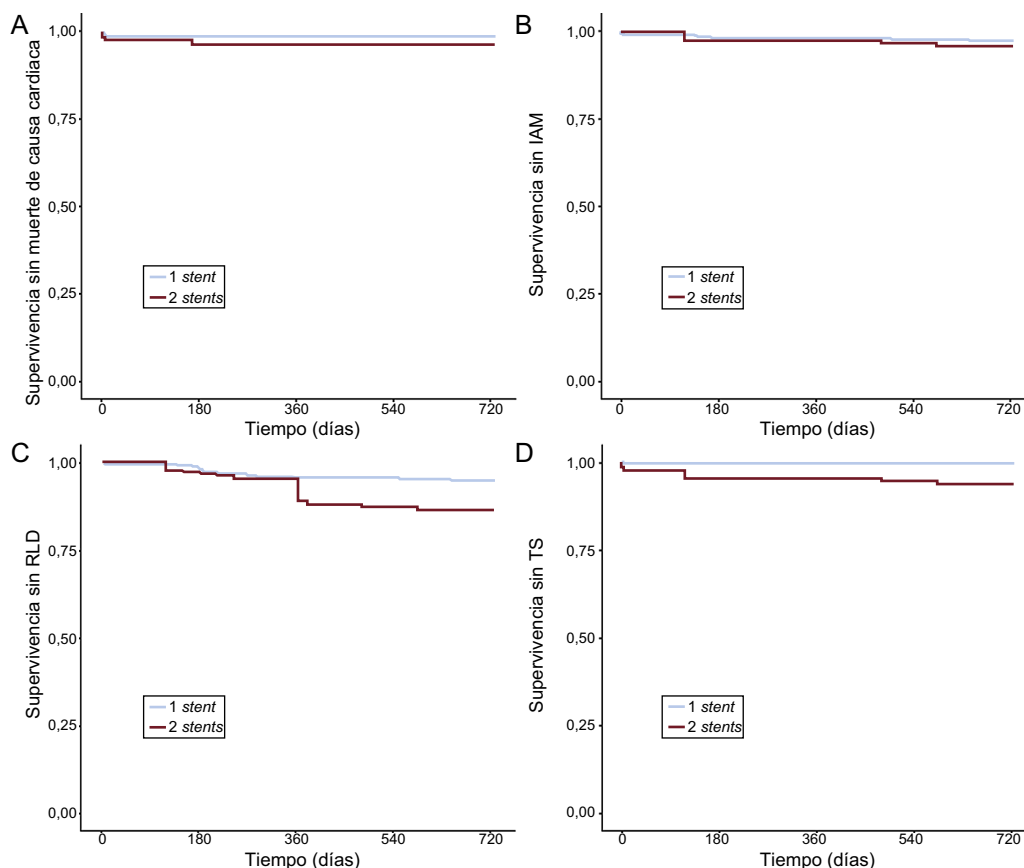 A
Supervivencia sin muerte de causa cardiaca
1,00
0,75
0,50
0,25
0,00
1 stent
2 stents
0 180 360 540 720
Tiempo (días)
B
Supervivencia sin IAM
1,00
0,75
0,50
0,25
0,00
1 stent
2 stents
0 180 360 540 720
Tiempo (días)
C
Supervivencia sin RLD
1,00
0,75
0,50
0,25
0,00
1 stent
2 stents
0 180 360 540 720
Tiempo (días)
D
Supervivencia sin TS
1,00
0,75
0,50
0,25
0,00
1 stent
2 stents
0 180 360 540 720
Tiempo (días)